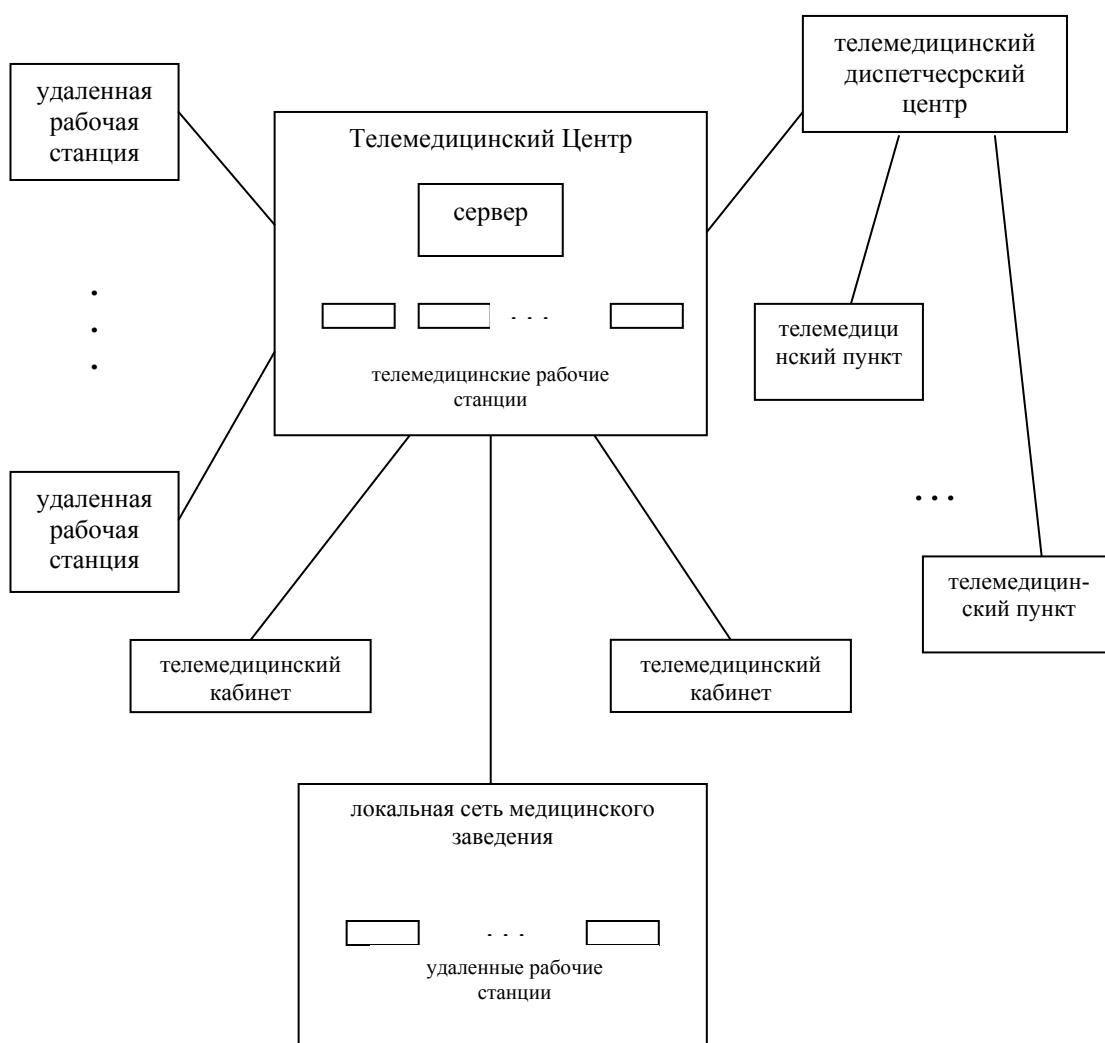 телемедицинский
диспетчесрский
центр
удаленная
рабочая
станция
Телемедицинский Центр
сервер
. . .
телемедици
нский пункт
телемедицинские рабочие
станции
удаленная
рабочая
станция
. . .
телемедицин-
ский пункт
телемедицинский
кабинет
телемедицинский
кабинет
локальная сеть медицинского
заведения
. . .
удаленные рабочие
станции